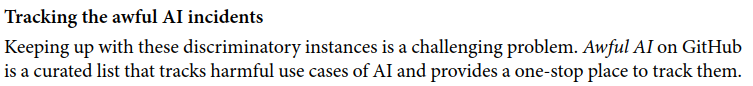 Tracking the awful AI incidents
Keeping up with these discriminatory instances is a challenging problem. Awful AI on GitHub
is a curated list that tracks harmful use cases of AI and provides a one-stop place to track them.